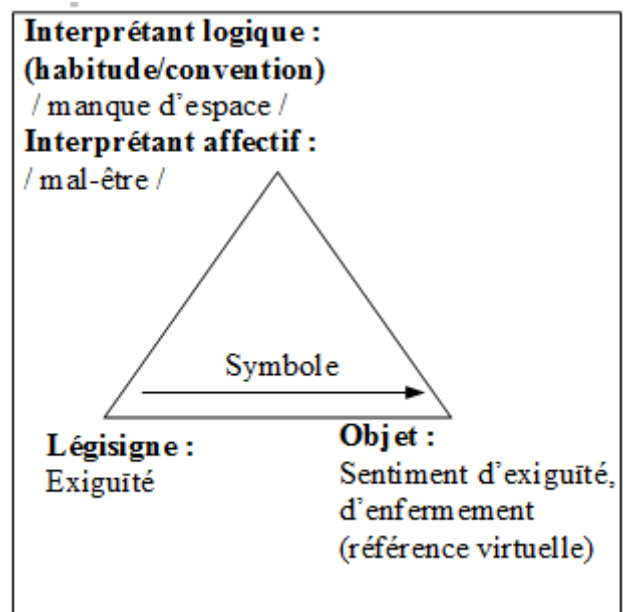 Interprétant logique :
(habitude/convention)
/ manque d’espace /
Interprétant affectif :
/ mal-être /
Symbole
Légisigne :
Exiguïté
Objet :
Sentiment d’exiguïté,
d’enfermement
(référence virtuelle)